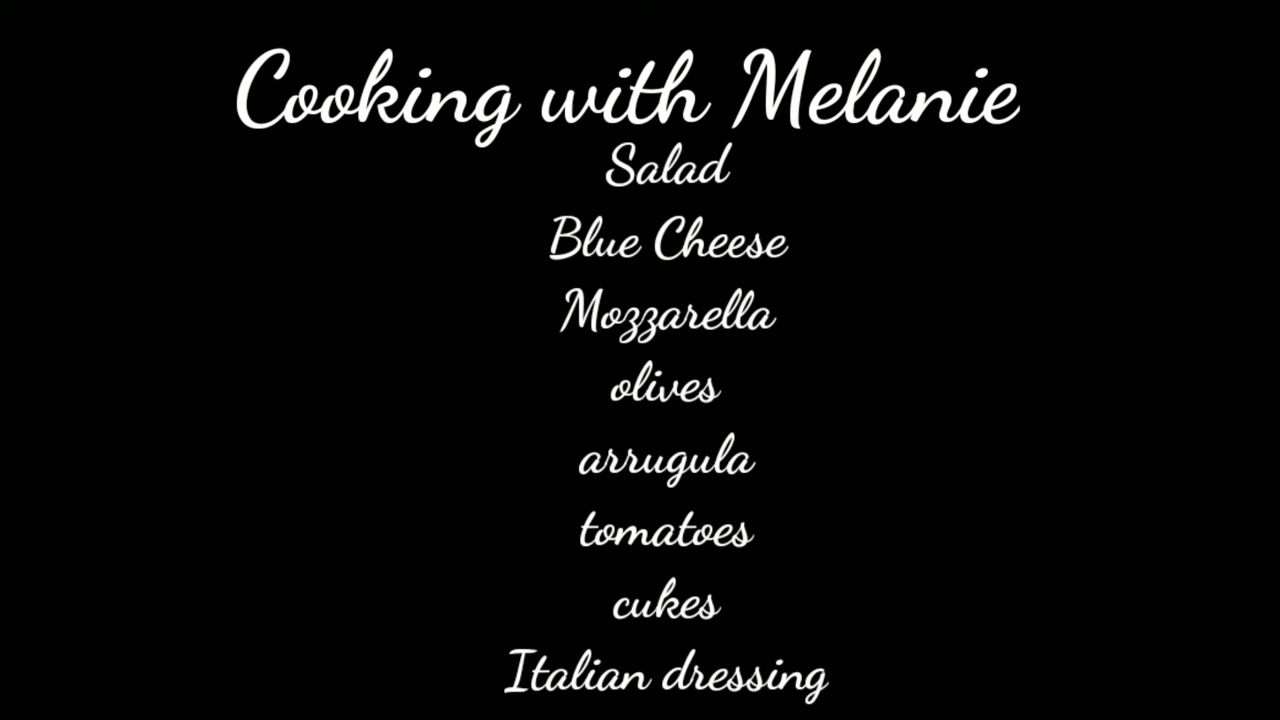 Cooking with Melanie
Salad
Blue Cheese
Mozzarella
olives
arrugula
tomatoes
cukes
Italian dressing